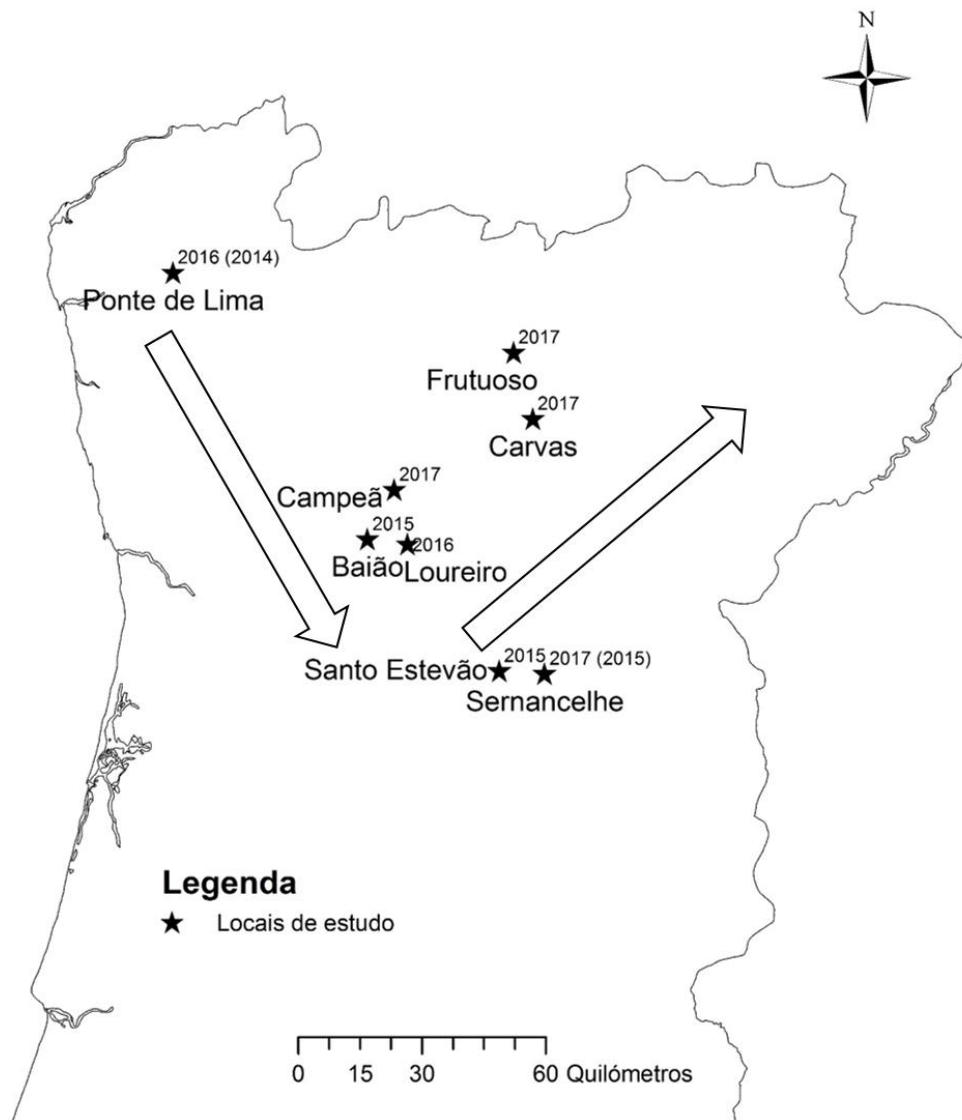 N
2016 (2014)
Ponte de Lima
2017
Frutuoso
2017
Carvas
2017
Campeã
2015
Baião
2016
Loureiro
2015
Santo Estevão
2017 (2015)
Sernancelhe
Legenda
Locais de estudo
0 15 30 60 Quilómetros